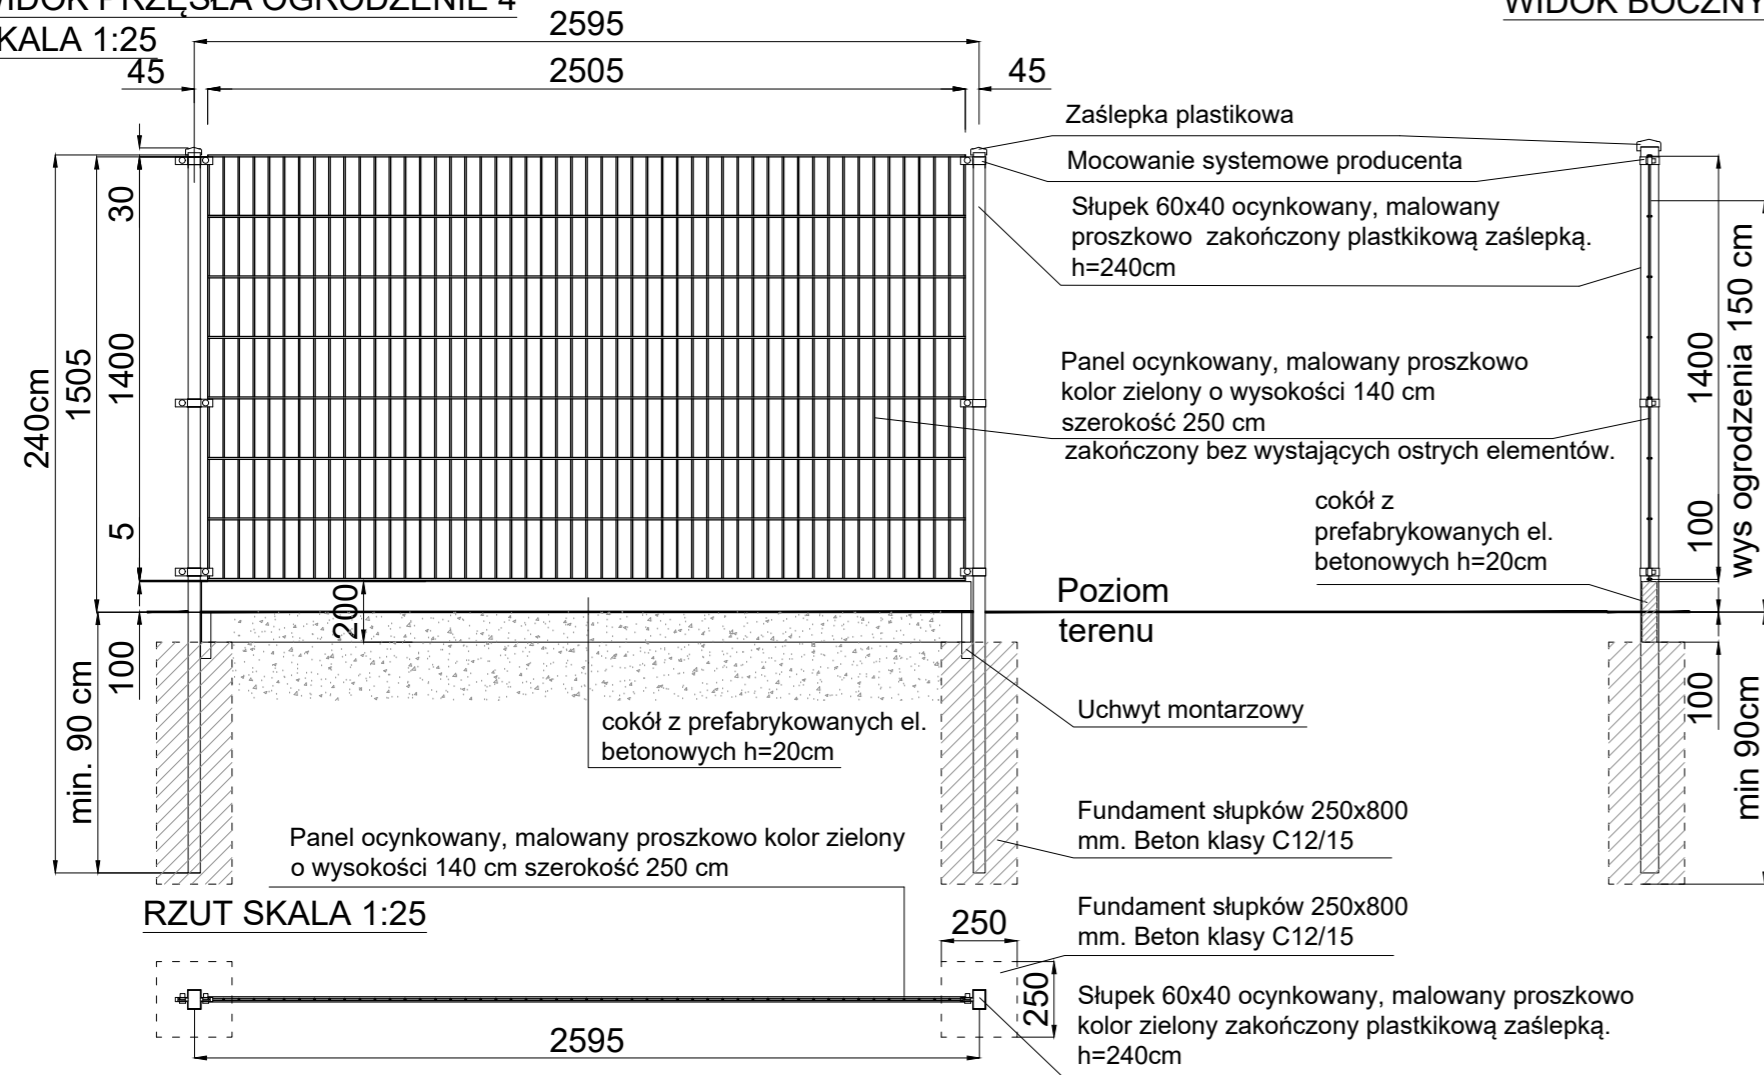 WIDOK PRZĘSŁA OGRODZENIE 4
SKALA 1:25
WIDOK BOCZNY
2595
45
2505
45
Zaślepka plastikowa
Mocowanie systemowe producenta
Słupek 60x40 ocynkowany, malowany
proszkowo zakończony plastkikową zaślepką.
h=240cm
Panel ocynkowany, malowany proszkowo
kolor zielony o wysokości 140 cm
szerokość 250 cm
zakończony bez wystających ostrych elementów.
cokół z
prefabrykowanych el.
betonowych h=20cm
240cm
1505
30
1400
5
100
min. 90 cm
200
Poziom
terenu
Uchwyt montarzowy
cokół z prefabrykowanych el.
betonowych h=20cm
1400
100
100
wys ogrodzenia 150 cm
min 90cm
Fundament słupków 250x800
mm. Beton klasy C12/15
Panel ocynkowany, malowany proszkowo kolor zielony
o wysokości 140 cm szerokość 250 cm
RZUT SKALA 1:25
250
250
2595
Fundament słupków 250x800
mm. Beton klasy C12/15
Słupek 60x40 ocynkowany, malowany proszkowo
kolor zielony zakończony plastkikową zaślepką.
h=240cm